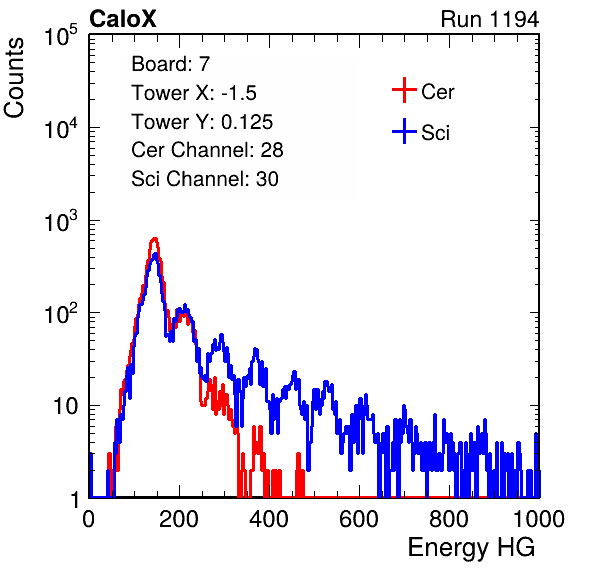 CaloX Run 1194
Counts
10^5
10^4
10^3
10^2
10
1
Board: 7
Tower X: -1.5
Tower Y: 0.125
Cer Channel: 28
Sci Channel: 30
Cer
Sci
0 200 400 600 800 1000
Energy HG